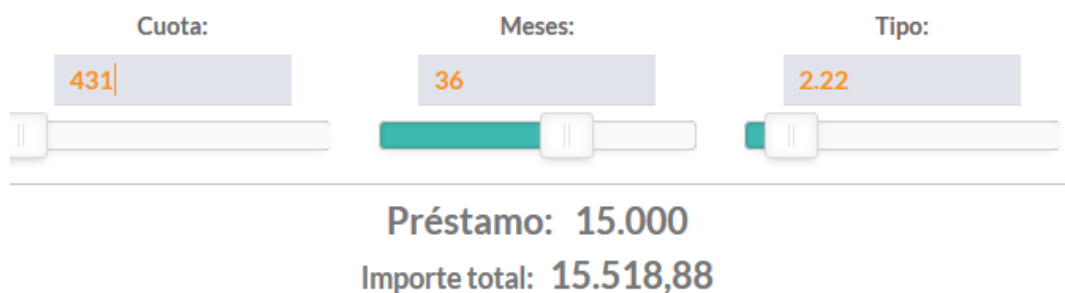 Cuota: Meses: Tipo:
431 36 2.22
Préstamo: 15.000
Importe total: 15.518,88